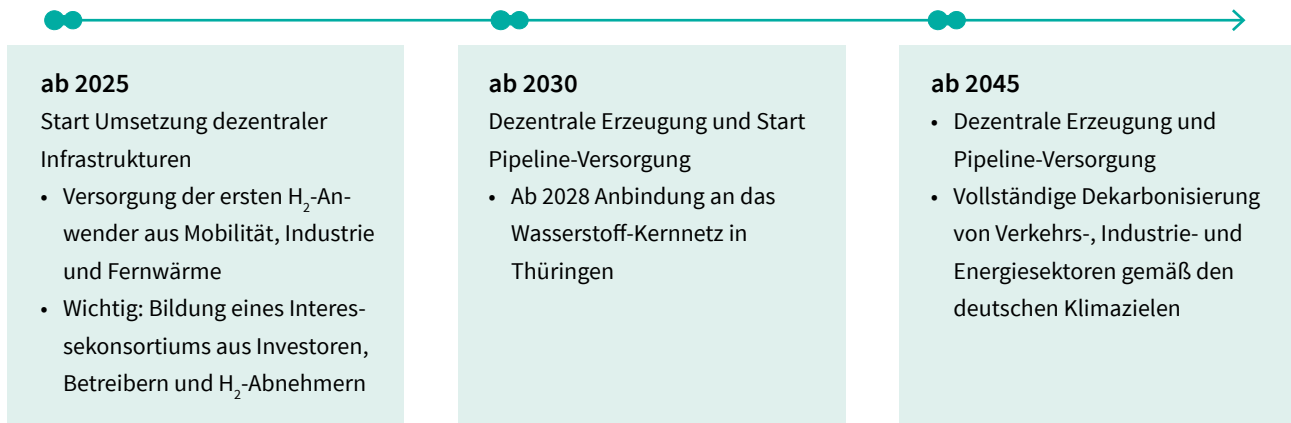 ab 2025
Start Umsetzung dezentraler
Infrastrukturen
• Versorgung der ersten H₂-An-
wender aus Mobilität, Industrie
und Fernwärme
• Wichtig: Bildung eines Interes-
sekonsortiums aus Investoren,
Betreibern und H₂-Abnehmern
ab 2030
Dezentrale Erzeugung und Start
Pipeline-Versorgung
• Ab 2028 Anbindung an das
Wasserstoff-Kernnetz in
Thüringen
ab 2045
• Dezentrale Erzeugung und
Pipeline-Versorgung
• Vollständige Dekarbonisierung
von Verkehrs-, Industrie- und
Energiesektoren gemäß den
deutschen Klimazielen